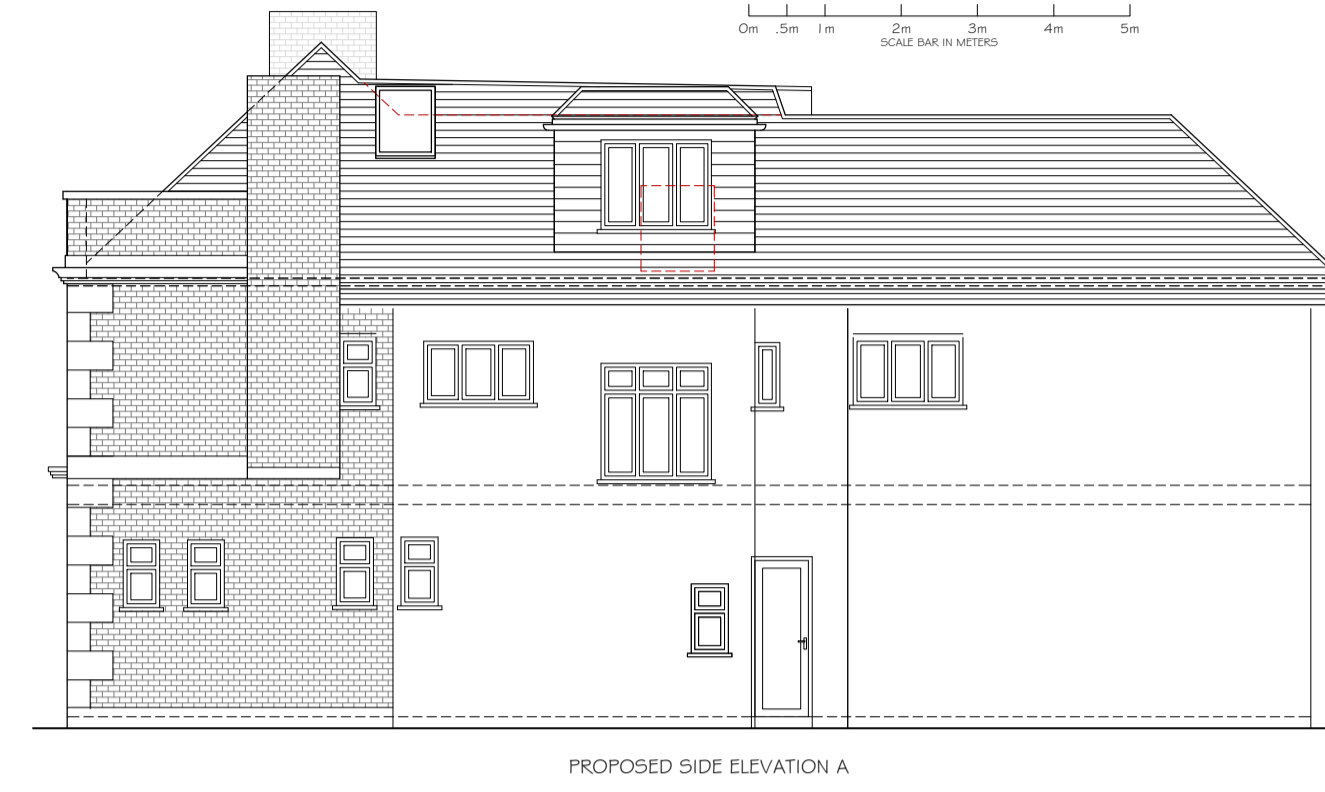 0m .5m 1m 2m 3m 4m 5m
SCALE BAR IN METERS
PROPOSED SIDE ELEVATION A